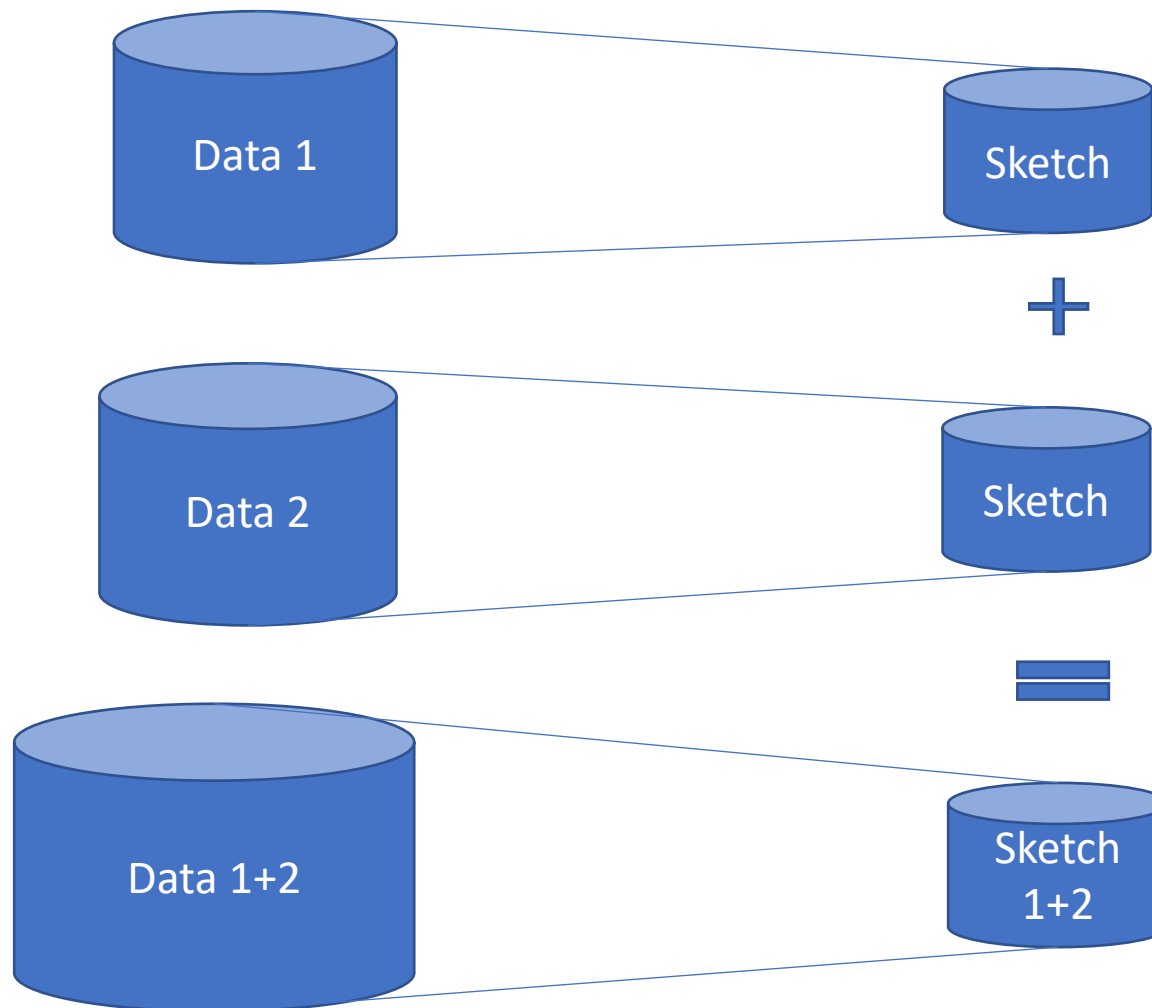 Data 1
Sketch
+
Data 2
Sketch
=
Data 1+2
Sketch
1+2